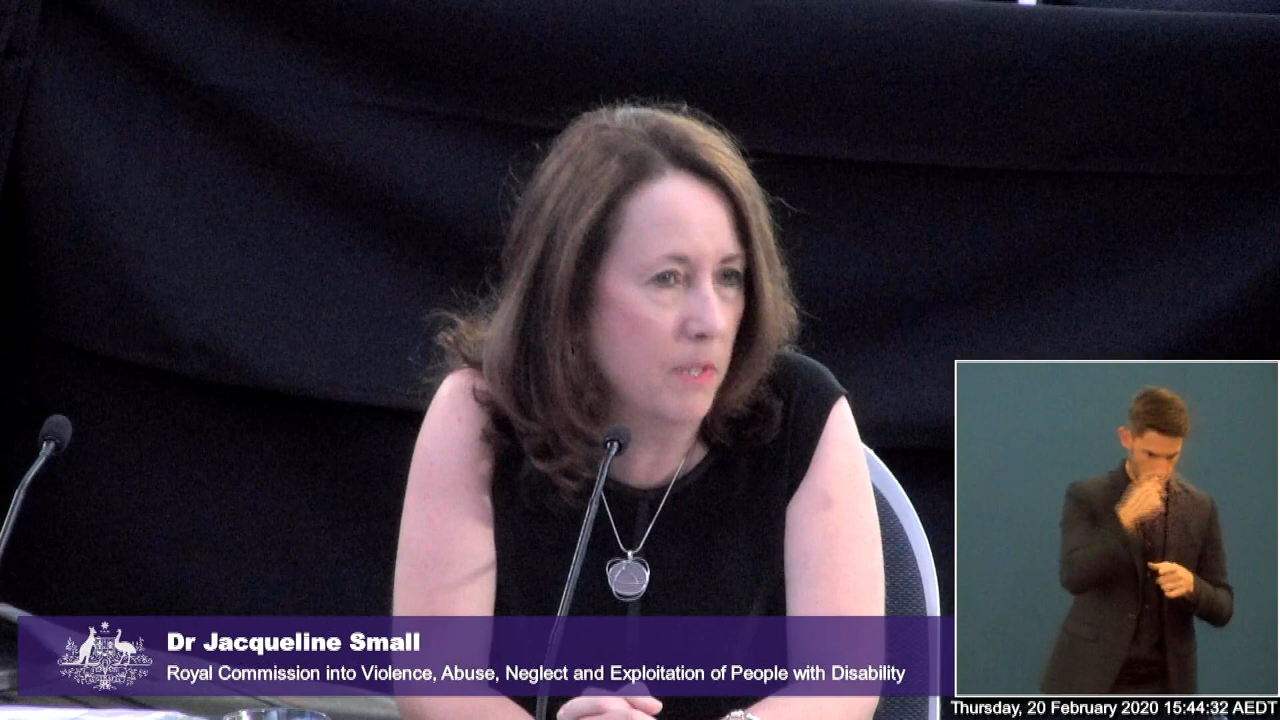 Dr Jacqueline Small
Royal Commission into Violence, Abuse, Neglect and Exploitation of People with Disability
Thursday, 20 February 2020 15:44:32 AEDT